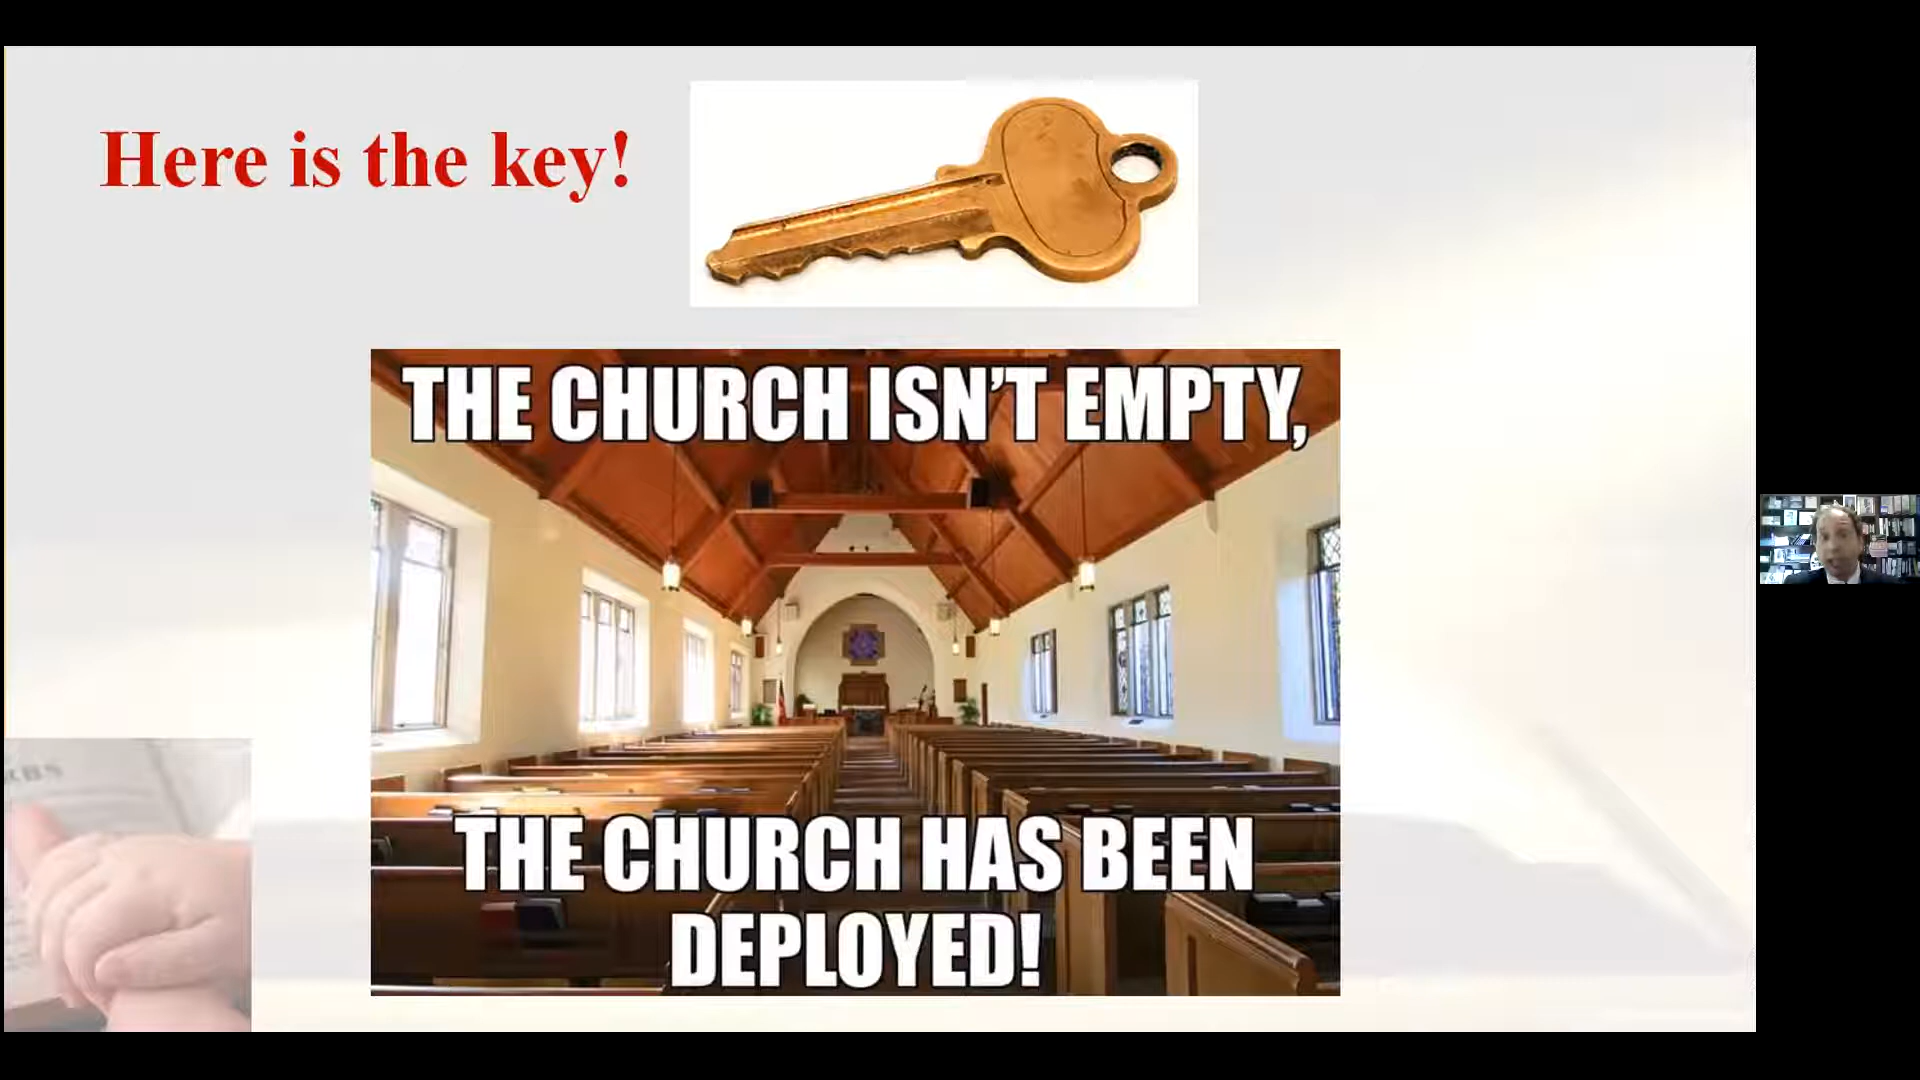 Here is the key!
THE CHURCH ISN'T EMPTY,
THE CHURCH HAS BEEN
DEPLOYED!